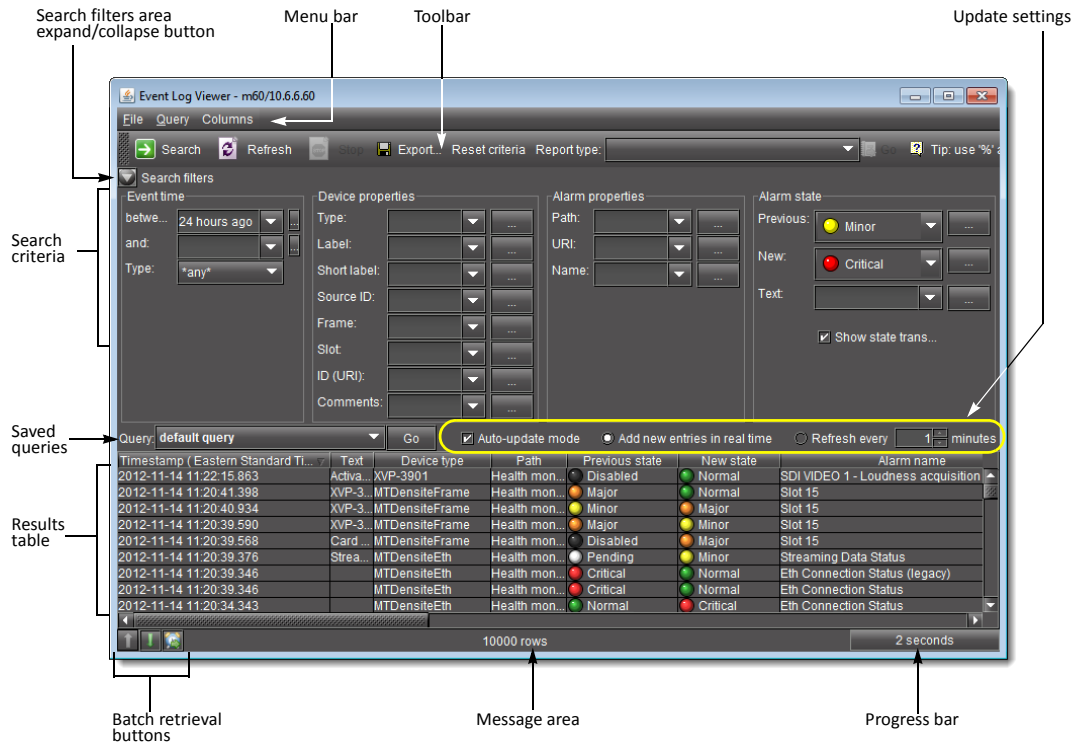 Search filters area
expand/collapse button
Menu bar
Toolbar
Update settings
Event Log Viewer - m60/10.6.6.60
File Query Columns
Search Refresh Stop Export... Reset criteria Report type: Go Tip: use '%'
Search filters
Search
criteria
Event time
betwe... 24 hours ago ...
and: ...
Type: *any*
Device properties
Type: ...
Label: ...
Short label: ...
Source ID: ...
Frame: ...
Slot: ...
ID (URI): ...
Comments: ...
Alarm properties
Path: ...
URI: ...
Name: ...
Alarm state
Previous: Minor ...
New: Critical ...
Text: ...
Show state trans...
Saved
queries
Query: default query Go Auto-update mode Add new entries in real time Refresh every 1 minutes
Results
table
Timestamp ( Eastern Standard Ti... Text Device type Path Previous state New state Alarm name
2012-11-14 11:22:15.863 Activa... XVP-3901 Health mon... Disabled Normal SDI VIDEO 1 - Loudness acquisition
2012-11-14 11:20:41.398 XVP-3... MTDensiteFrame Health mon... Major Normal Slot 15
2012-11-14 11:20:40.934 XVP-3... MTDensiteFrame Health mon... Minor Major Slot 15
2012-11-14 11:20:39.590 XVP-3... MTDensiteFrame Health mon... Major Minor Slot 15
2012-11-14 11:20:39.568 Card ... MTDensiteFrame Health mon... Disabled Major Slot 15
2012-11-14 11:20:39.376 Strea... MTDensiteEth Health mon... Pending Minor Streaming Data Status
2012-11-14 11:20:39.346 MTDensiteEth Health mon... Critical Normal Eth Connection Status (legacy)
2012-11-14 11:20:39.346 MTDensiteEth Health mon... Critical Normal Eth Connection Status
2012-11-14 11:20:34.343 MTDensiteEth Health mon... Normal Critical Eth Connection Status
10000 rows 2 seconds
Batch retrieval
buttons
Message area
Progress bar